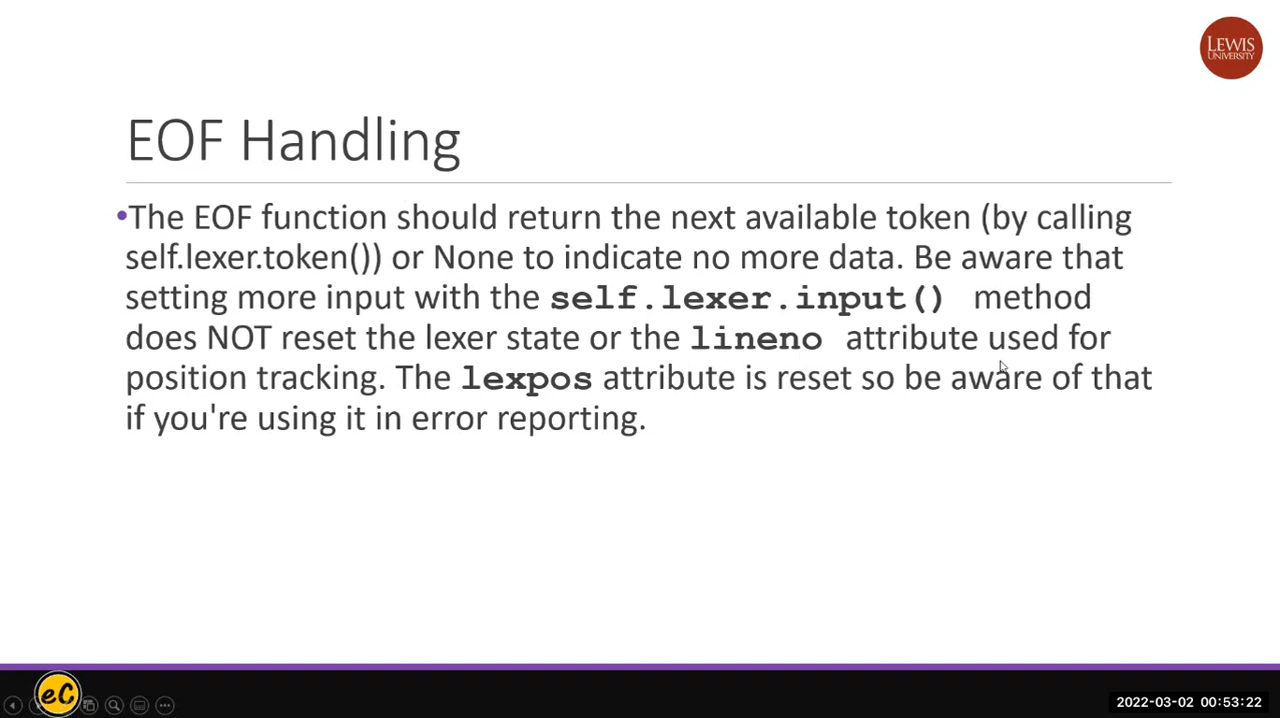 LEWIS
UNIVERSITY
EOF Handling
•The EOF function should return the next available token (by calling
self.lexer.token()) or None to indicate no more data. Be aware that
setting more input with the self.lexer.input() method
does NOT reset the lexer state or the lineno attribute used for
position tracking. The lexpos attribute is reset so be aware of that
if you're using it in error reporting.
eC
2022-03-02 00:53:22